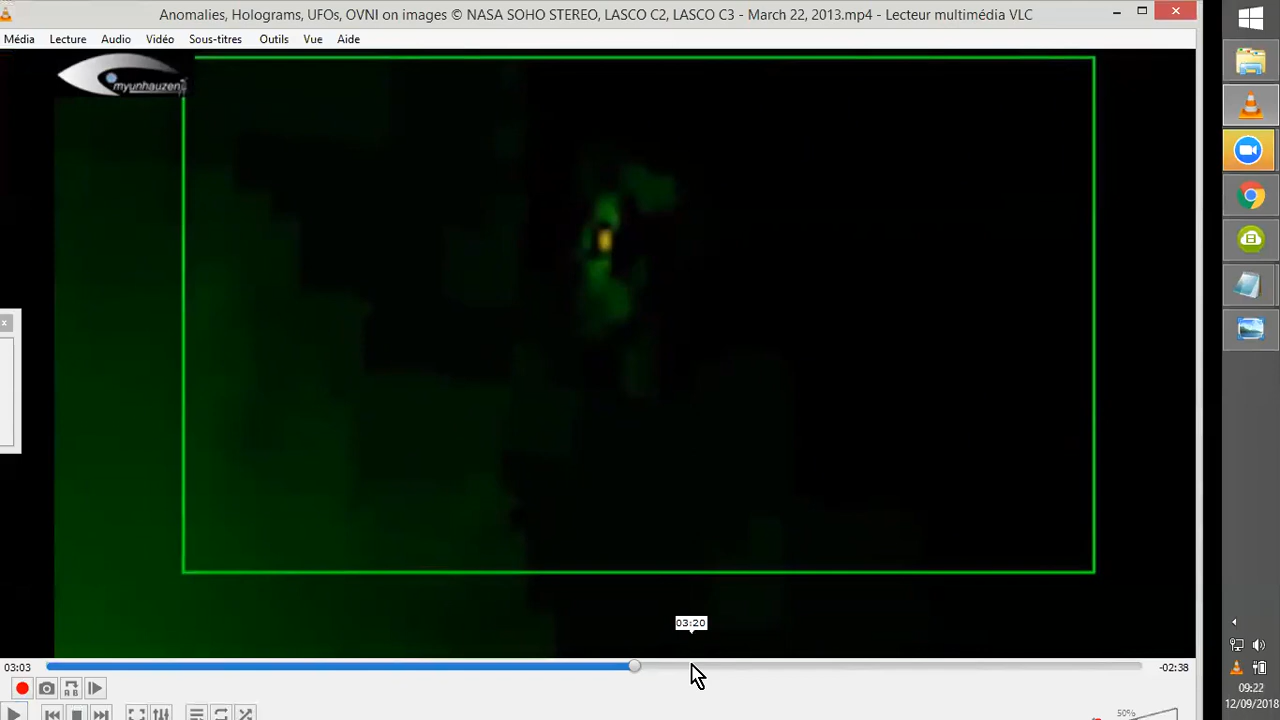 Anomalies, Holograms, UFOs, OVNI on images © NASA SOHO STEREO, LASCO C2, LASCO C3 - March 22, 2013.mp4 - Lecteur multimédia VLC
Média Lecture Audio Vidéo Sous-titres Outils Vue Aide
myunhauzen
03:20
03:03
-02:38
50%
09:22
12/09/2018